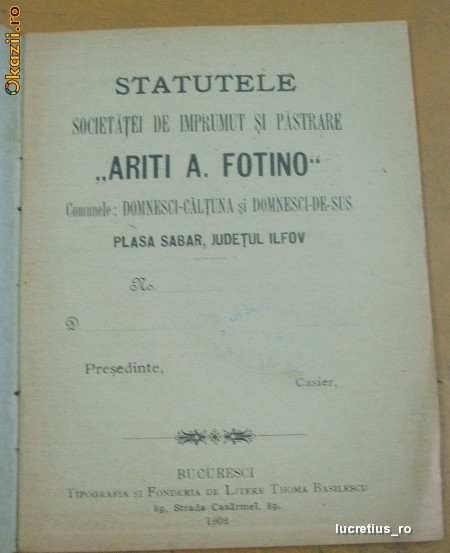 Okazii.ro
STATUTELE
SOCIETĂȚEI DE IMPRUMUT ȘI PĂSTRARE
„ARITI A. FOTINO“
Comunele: DOMNESCI-CĂLȚUNA și DOMNESCI-DE-SUS
PLASA SABAR, JUDEȚUL ILFOV
No.
D
Președinte,
Casier,
BUCURESCI
TIPOGRAFIA ȘI FONDERIA DE LITERE THOMA BASILESCU
89, Strada Casărmei, 89.
1902
lucretius_ro